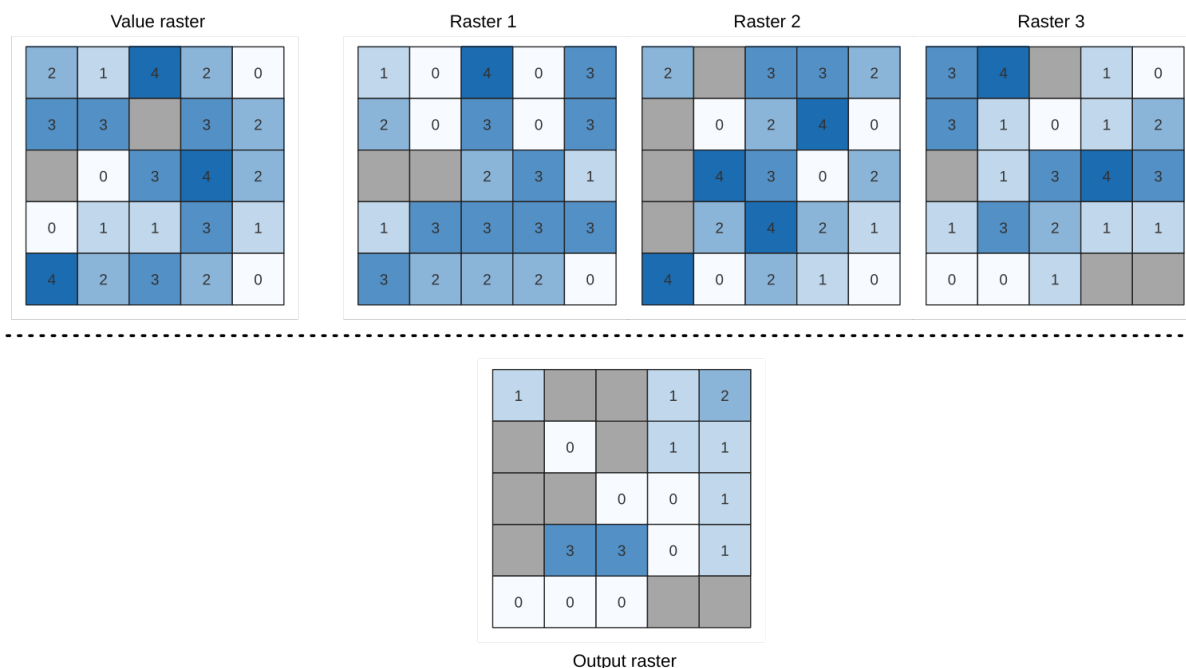 Value raster Raster 1 Raster 2 Raster 3
2 1 4 2 0 1 0 4 0 3 2 3 3 2 3 4 1 0
3 3 3 2 2 0 3 0 3 0 2 4 0 3 1 0 1 2
0 3 4 2 2 3 1 4 3 0 2 1 3 4 3
0 1 1 3 1 1 3 3 3 3 2 4 2 1 1 3 2 1 1
4 2 3 2 0 3 2 2 2 0 4 0 2 1 0 0 0 1
1 1 2
0 1 1
0 0 1
3 3 0 1
0 0 0
Output raster